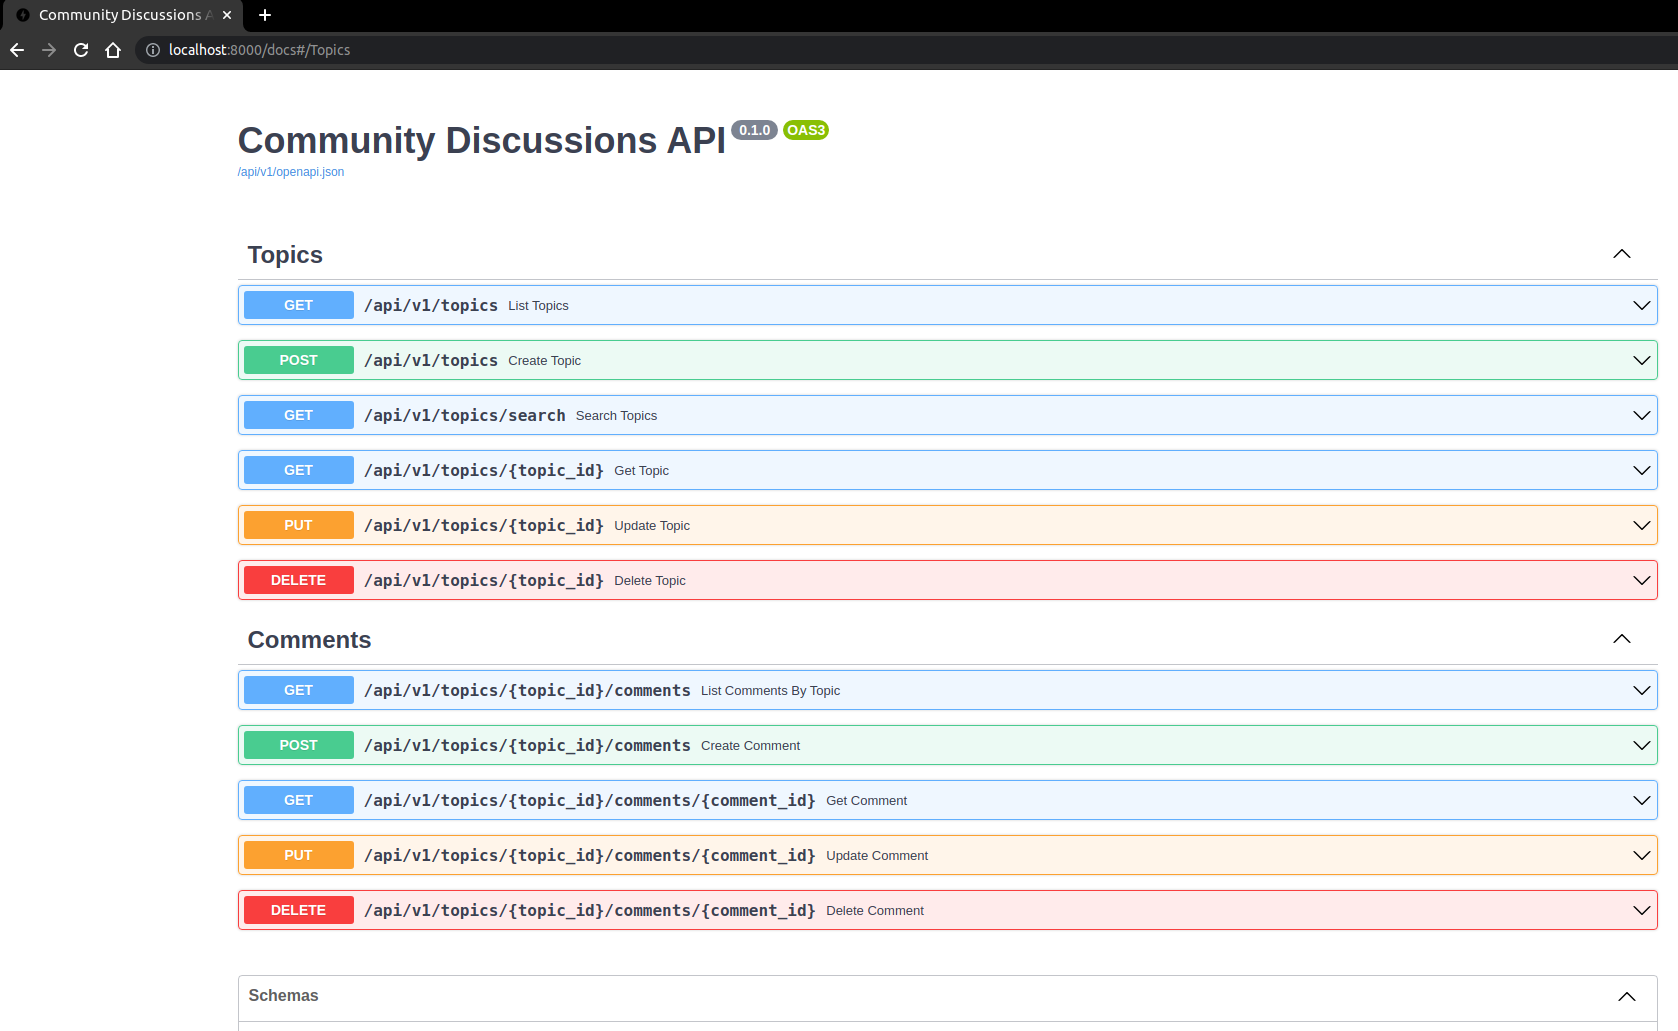 Community Discussions A
localhost:8000/docs#/Topics
Community Discussions API 0.1.0 OAS3
/api/v1/openapi.json
Topics
GET /api/v1/topics List Topics
POST /api/v1/topics Create Topic
GET /api/v1/topics/search Search Topics
GET /api/v1/topics/{topic_id} Get Topic
PUT /api/v1/topics/{topic_id} Update Topic
DELETE /api/v1/topics/{topic_id} Delete Topic
Comments
GET /api/v1/topics/{topic_id}/comments List Comments By Topic
POST /api/v1/topics/{topic_id}/comments Create Comment
GET /api/v1/topics/{topic_id}/comments/{comment_id} Get Comment
PUT /api/v1/topics/{topic_id}/comments/{comment_id} Update Comment
DELETE /api/v1/topics/{topic_id}/comments/{comment_id} Delete Comment
Schemas